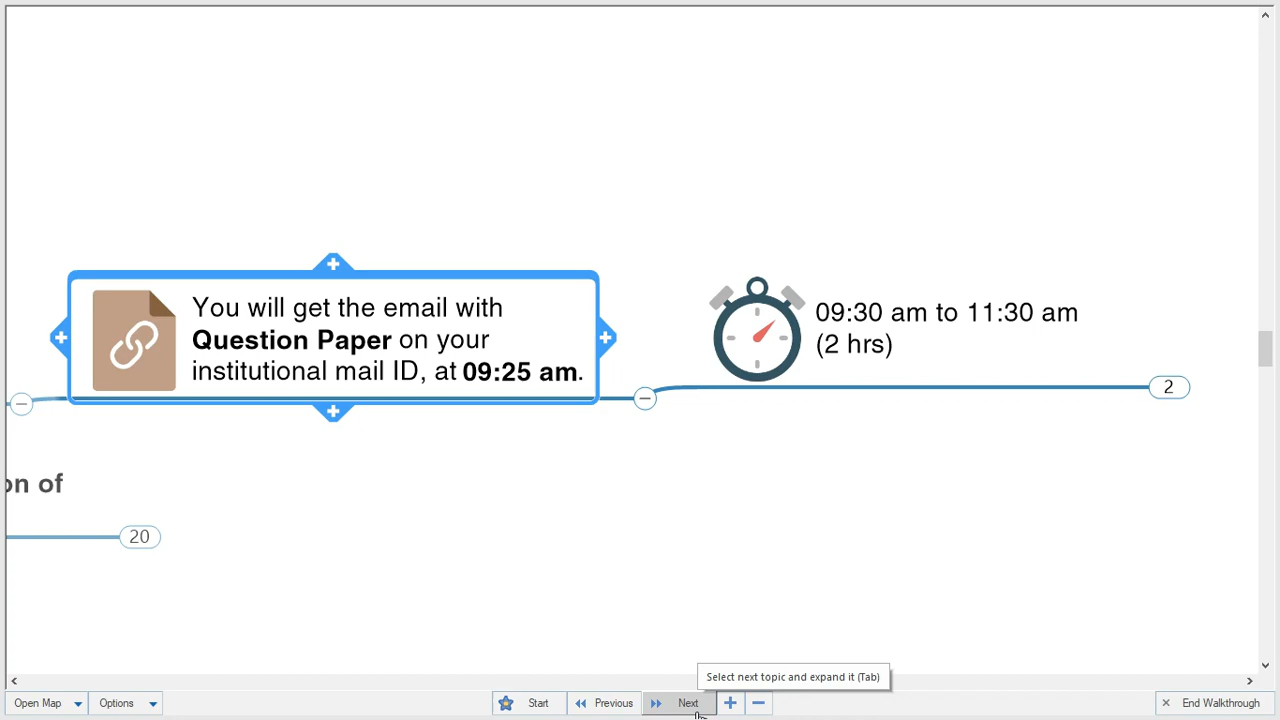 You will get the email with
Question Paper on your
institutional mail ID, at 09:25 am.
09:30 am to 11:30 am
(2 hrs)
2
on of
20
Select next topic and expand it (Tab)
Open Map
Options
Start
Previous
Next
End Walkthrough